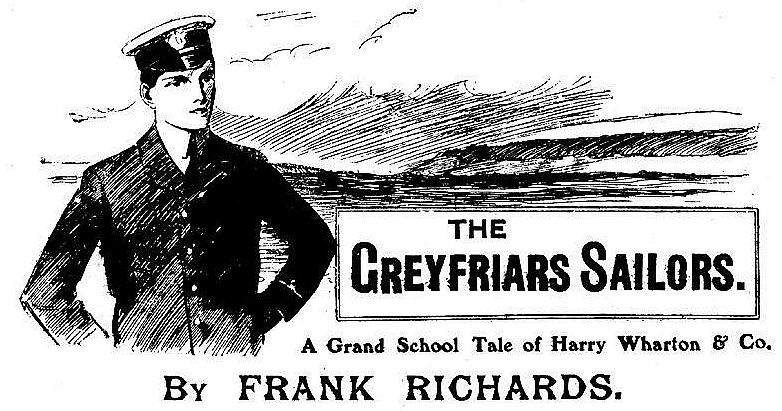 THE
GREYFRIARS SAILORS.
A Grand School Tale of Harry Wharton & Co.
By FRANK RICHARDS.